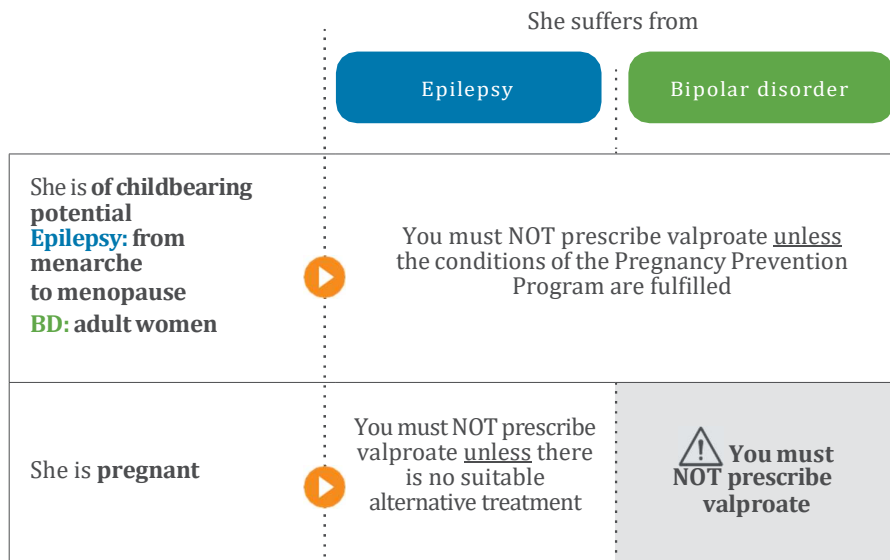 She suffers from
Epilepsy
Bipolar disorder
She is of childbearing
potential
Epilepsy: from
menarche
to menopause
BD: adult women
You must NOT prescribe valproate unless
the conditions of the Pregnancy Prevention
Program are fulfilled
She is pregnant
You must NOT prescribe
valproate unless there
is no suitable
alternative treatment
You must
NOT prescribe
valproate